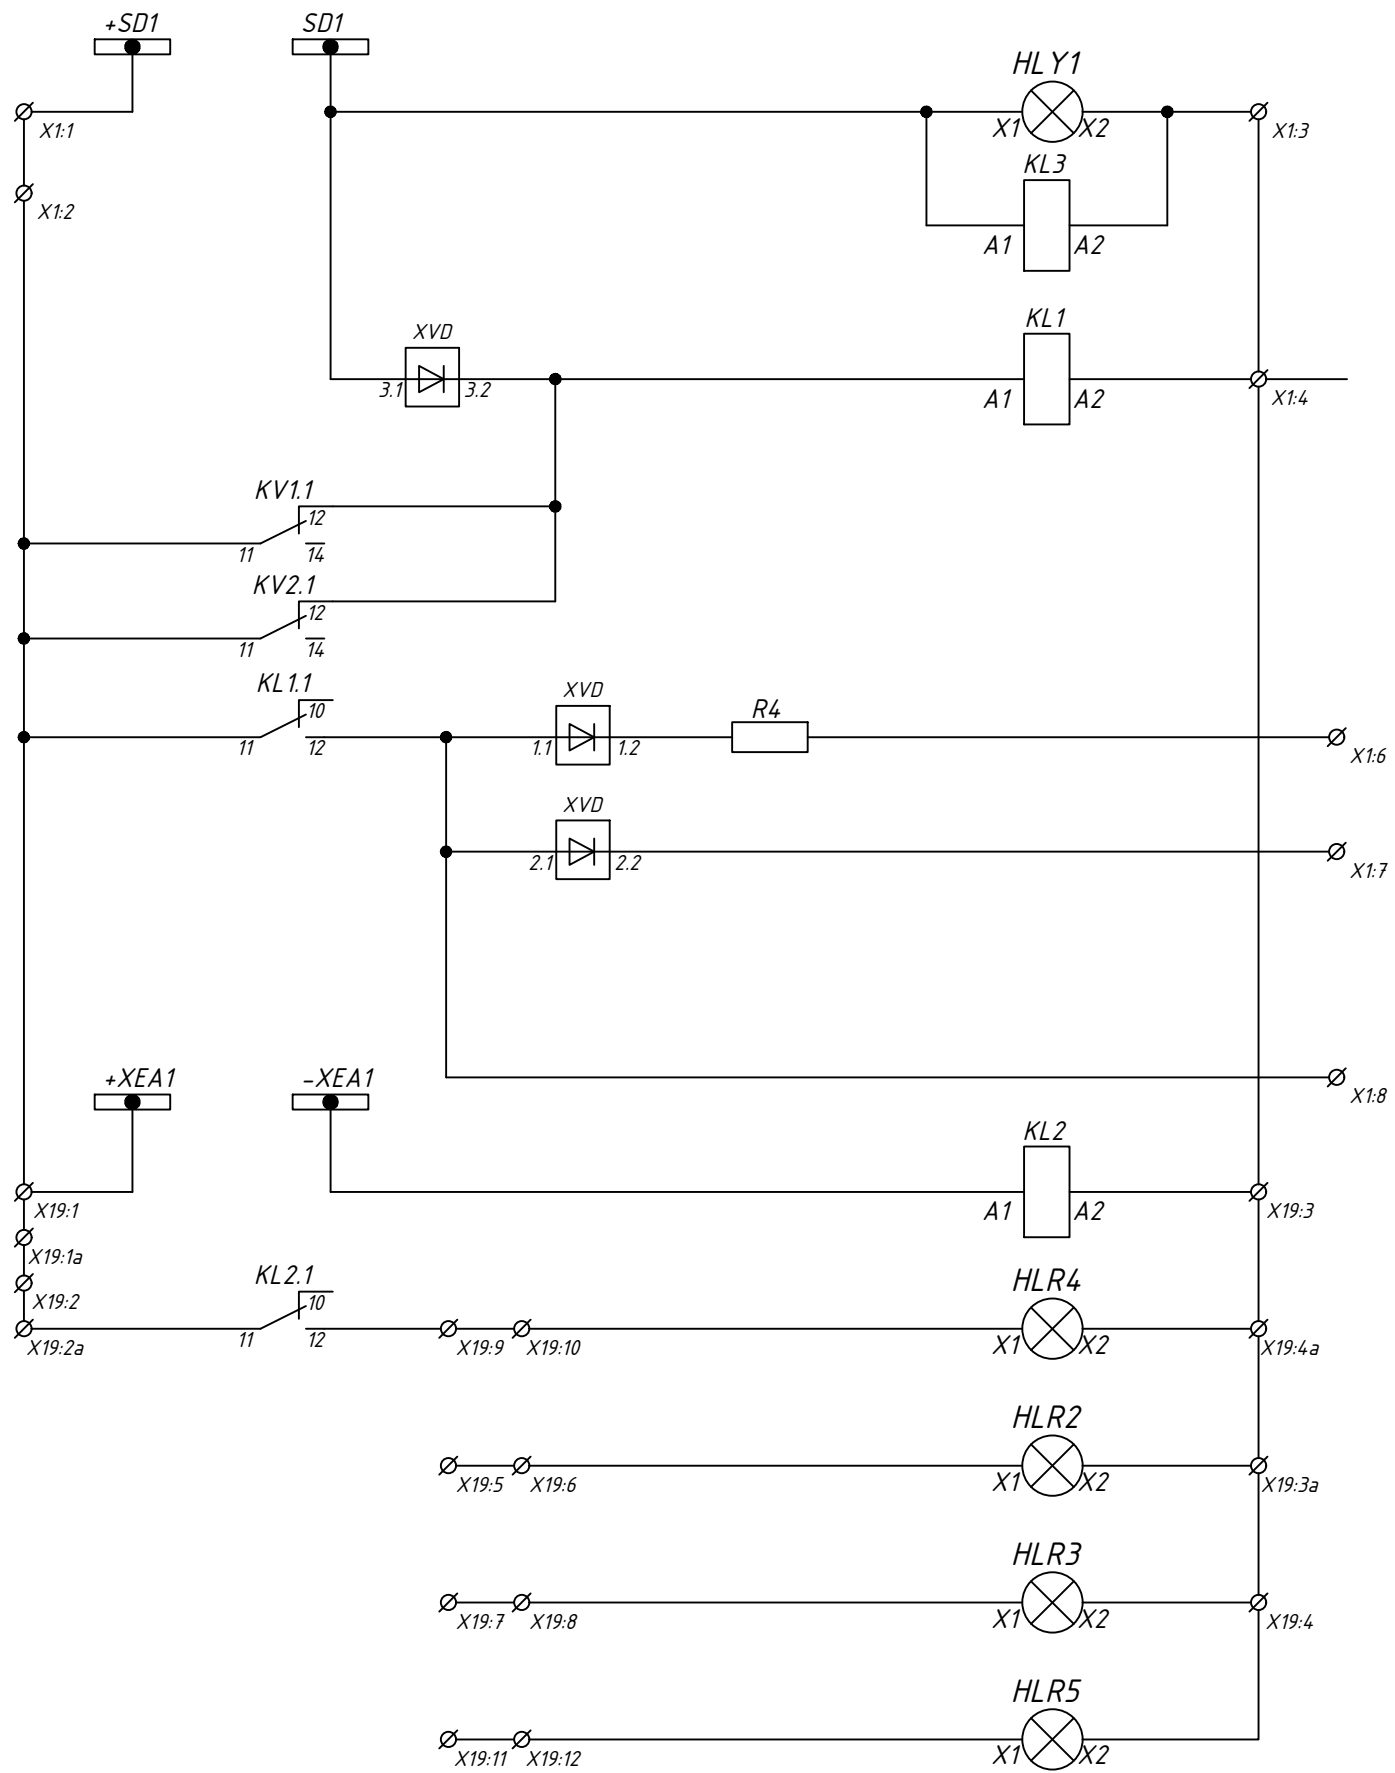 +SD1 SD1
HLY1
X1:1 X1 X2 X1:3
KL3
X1:2
A1 A2
KL1
XVD
3.1 3.2 A1 A2 X1:4
KV1.1
12
11 14
KV2.1
12
11 14
KL1.1
10
11 12
XVD R4
1.1 1.2 X1:6
XVD
2.1 2.2 X1:7
+XEA1 -XEA1
X1:8
KL2
X19:1 A1 A2 X19:3
X19:1a
X19:2
KL2.1 HLR4
10
X19:2a 11 12 X19:9 X19:10 X1 X2 X19:4a
HLR2
X19:5 X19:6 X1 X2 X19:3a
HLR3
X19:7 X19:8 X1 X2 X19:4
HLR5
X19:11 X19:12 X1 X2